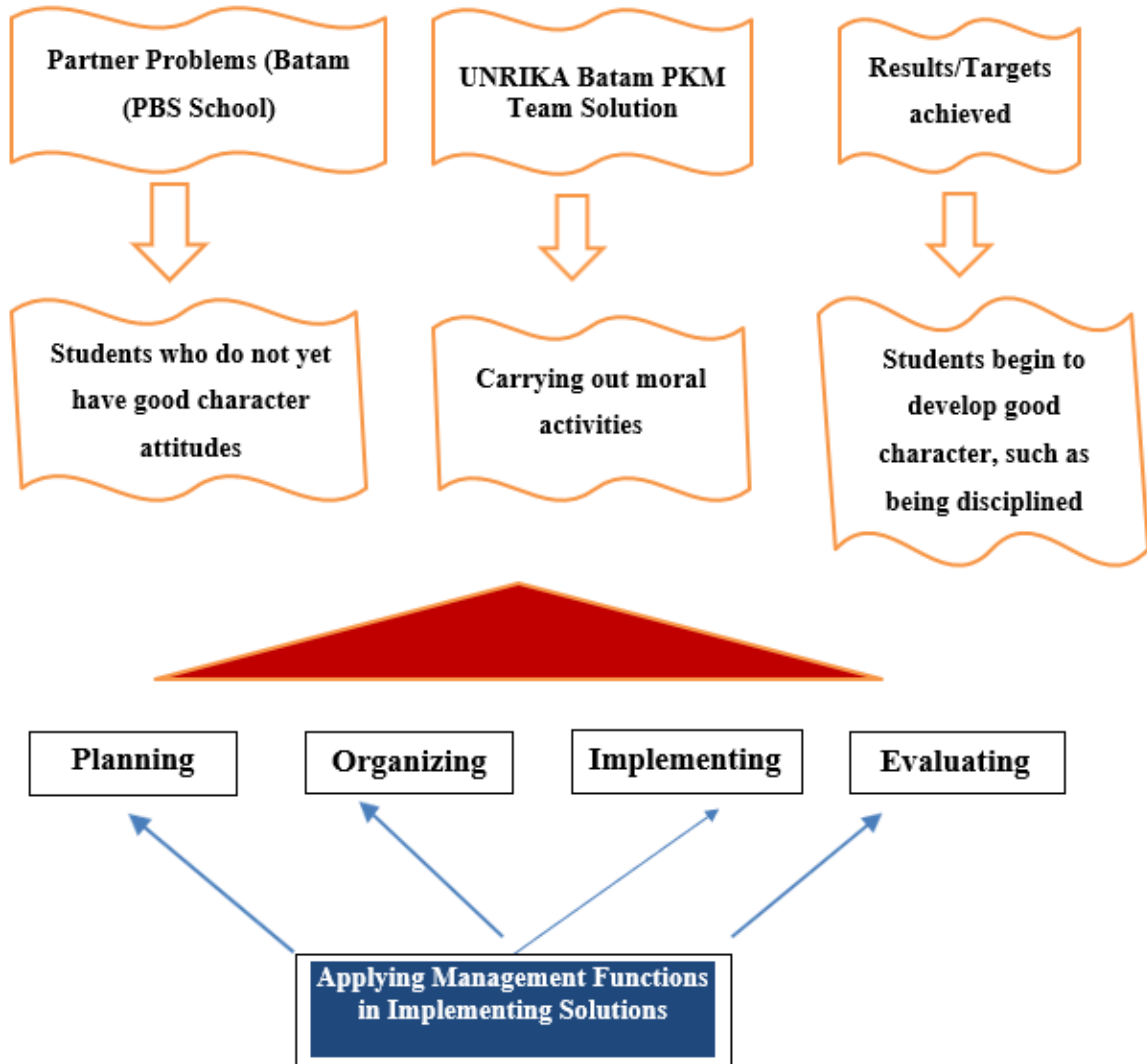 Partner Problems (Batam
(PBS School)
UNRIKA Batam PKM
Team Solution
Results/Targets
achieved
Students who do not yet
have good character
attitudes
Carrying out moral
activities
Students begin to
develop good
character, such as
being disciplined
Planning
Organizing
Implementing
Evaluating
Applying Management Functions
in Implementing Solutions